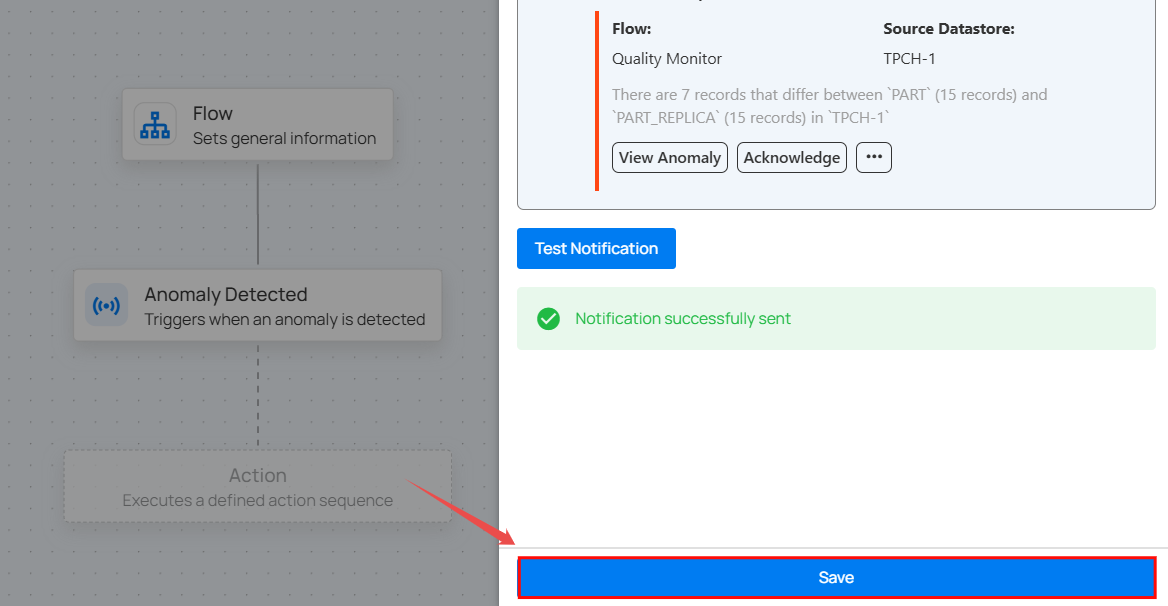 Flow
Sets general information
Anomaly Detected
Triggers when an anomaly is detected
Action
Executes a defined action sequence
Flow:
Source Datastore:
Quality Monitor
TPCH-1
There are 7 records that differ between `PART` (15 records) and
`PART_REPLICA` (15 records) in `TPCH-1`
View Anomaly
Acknowledge
•••
Test Notification
Notification successfully sent
Save